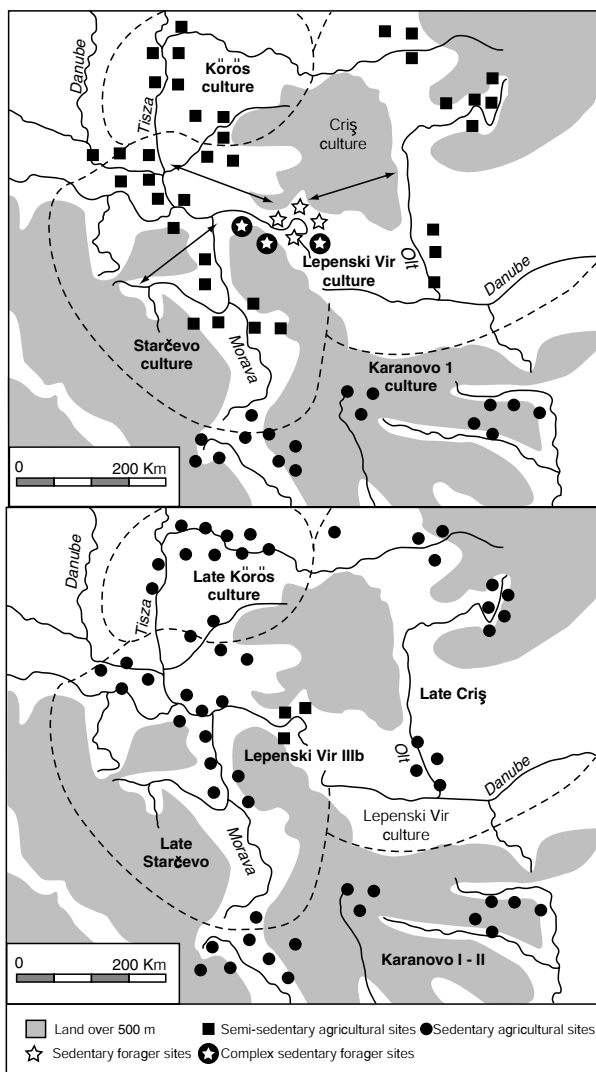 Danube
Tisza
Körös
culture
Criş
culture
Olt
Lepenski Vir
culture
Danube
Starčevo
culture
Morava
Karanovo 1
culture
0 200 Km
Danube
Tisza
Late Körös
culture
Late Criş
Lepenski Vir IIIb
Olt
Danube
Lepenski Vir
culture
Late
Starčevo
Morava
0 200 Km
Karanovo I - II
Land over 500 m Semi-sedentary agricultural sites Sedentary agricultural sites
Sedentary forager sites Complex sedentary forager sites